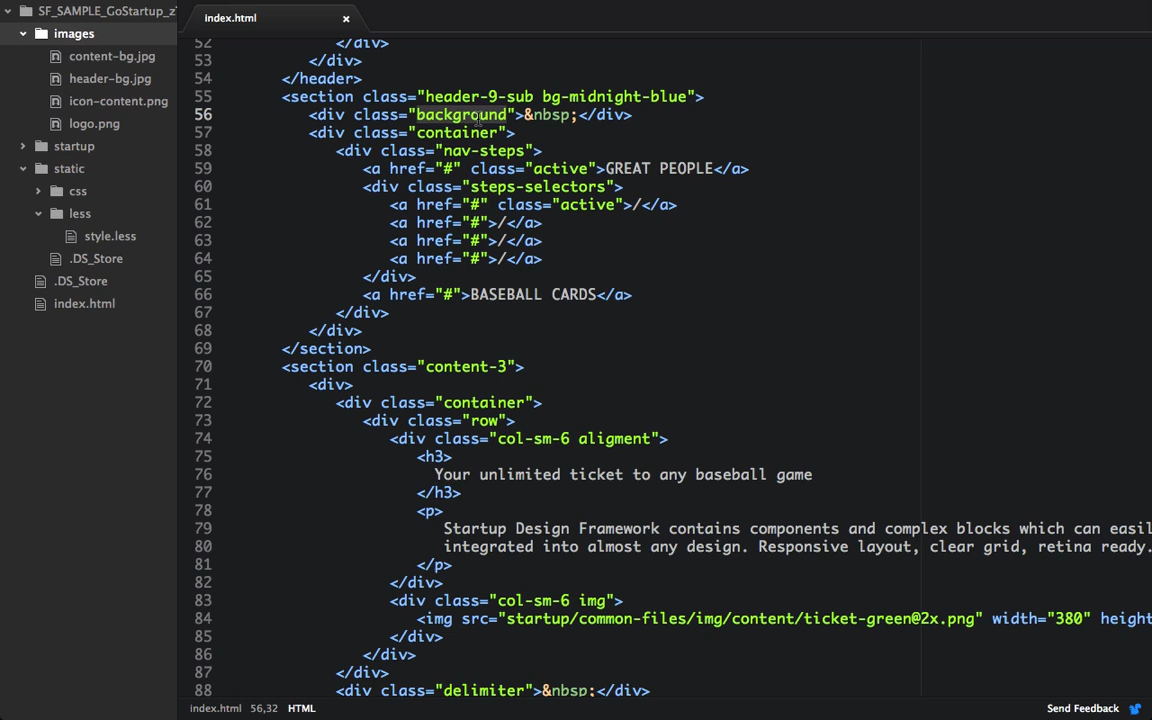 SF_SAMPLE_GoStartup_z
images
content-bg.jpg
header-bg.jpg
icon-content.png
logo.png
startup
static
css
less
style.less
.DS_Store
.DS_Store
index.html
index.html ×
52 </div>
53 </div>
54 </header>
55 <section class="header-9-sub bg-midnight-blue">
56 <div class="background">&nbsp;</div>
57 <div class="container">
58 <div class="nav-steps">
59 <a href="#" class="active">GREAT PEOPLE</a>
60 <div class="steps-selectors">
61 <a href="#" class="active">/</a>
62 <a href="#">/</a>
63 <a href="#">/</a>
64 <a href="#">/</a>
65 </div>
66 <a href="#">BASEBALL CARDS</a>
67 </div>
68 </div>
69 </section>
70 <section class="content-3">
71 <div>
72 <div class="container">
73 <div class="row">
74 <div class="col-sm-6 aligment">
75 <h3>
76 Your unlimited ticket to any baseball game
77 </h3>
78 <p>
79 Startup Design Framework contains components and complex blocks which can easil
80 integrated into almost any design. Responsive layout, clear grid, retina ready.
81 </p>
82 </div>
83 <div class="col-sm-6 img">
84 <img src="startup/common-files/img/content/ticket-green@2x.png" width="380" height
85 </div>
86 </div>
87 </div>
88 <div class="delimiter">&nbsp;</div>
index.html 56,32 HTML
Send Feedback